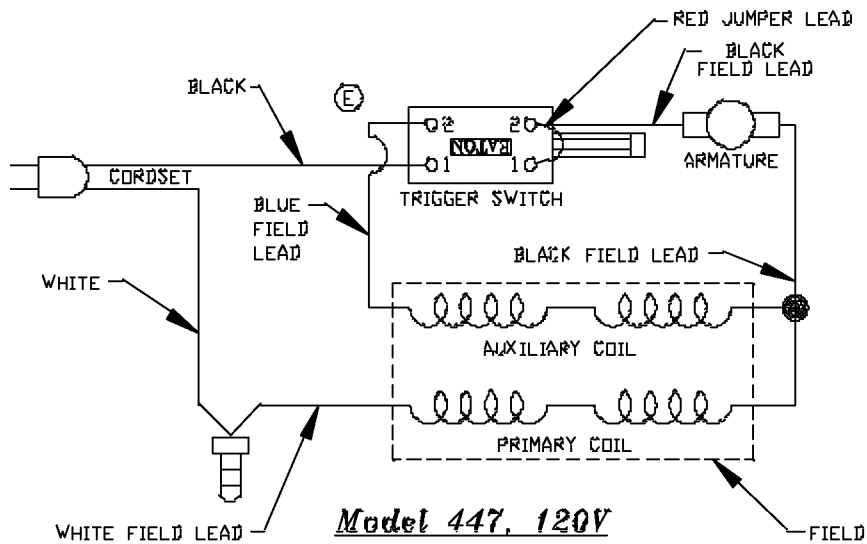 RED JUMPER LEAD
BLACK
FIELD LEAD
BLACK
E
2
2
1
1
EATON
ARMATURE
CORDSET
TRIGGER SWITCH
BLUE
FIELD
LEAD
BLACK FIELD LEAD
WHITE
AUXILIARY COIL
PRIMARY COIL
WHITE FIELD LEAD
Model 447, 120V
FIELD